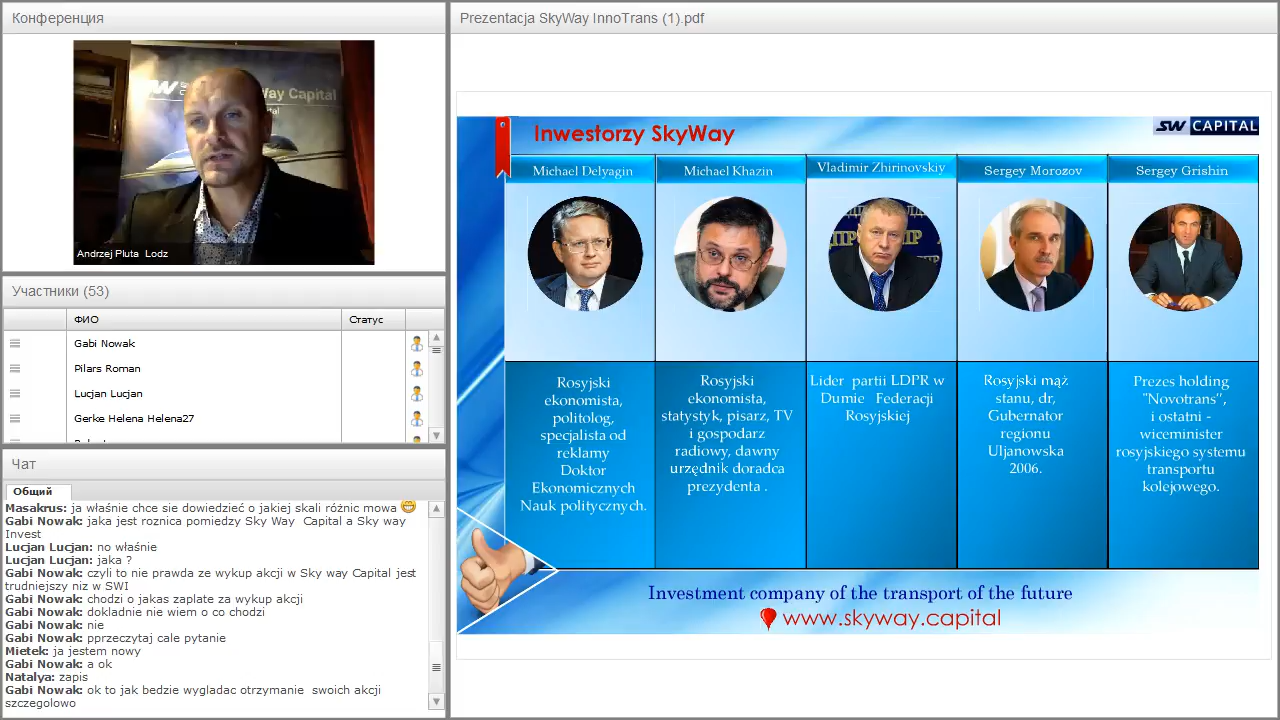 Конференция
Andrzej Pluta Lodz
Участники (53)
ФИО
Статус
Gabi Nowak
Pilars Roman
Lucjan Lucjan
Gerke Helena Helena27
Чат
Общий
Masakrus: ja właśnie chce sie dowiedzieć o jakiej skali różnic mowa
Gabi Nowak: jaka jest roznica pomiedzy Sky Way Capital a Sky way
Invest
Lucjan Lucjan: no właśnie
Lucjan Lucjan: jaka ?
Gabi Nowak: czyli to nie prawda ze wykup akcji w Sky way Capital jest
trudniejszy niz w SWI
Gabi Nowak: chodzi o jakas zaplate za wykup akcji
Gabi Nowak: dokladnie nie wiem o co chodzi
Gabi Nowak: nie
Gabi Nowak: pprzeczytaj cale pytanie
Mietek: ja jestem nowy
Gabi Nowak: a ok
Natalya: zapis
Gabi Nowak: ok to jak bedzie wygladac otrzymanie swoich akcji
szczegolowo
Prezentacja SkyWay InnoTrans (1).pdf
Inwestorzy SkyWay
SW CAPITAL
Michael Delyagin
Michael Khazin
Vladimir Zhirinovskiy
Sergey Morozov
Sergey Grishin
Rosyjski
ekonomista,
politolog,
specjalista od
reklamy
Doktor
Ekonomicznych
Nauk politycznych.
Rosyjski
ekonomista,
statystyk, pisarz, TV
i gospodarz
radiowy, dawny
urzędnik doradca
prezydenta .
Lider partii LDPR w
Dumie Federacji
Rosyjskiej
Rosyjski mąż
stanu, dr,
Gubernator
regionu
Uljanowska
2006.
Prezes holding
"Novotrans",
i ostatni -
wiceminister
rosyjskiego systemu
transportu
kolejowego.
Investment company of the transport of the future
www.skyway.capital